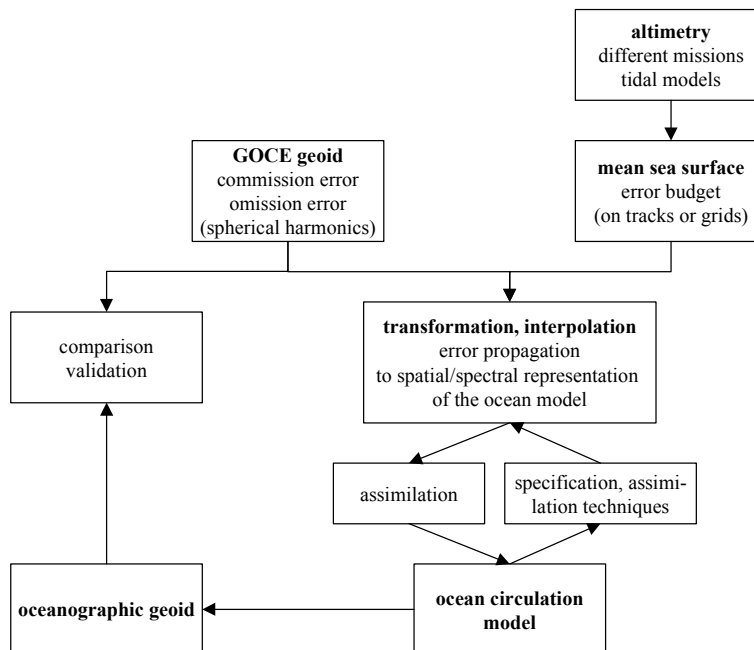 altimetry
different missions
tidal models
GOCE geoid
commission error
omission error
(spherical harmonics)
mean sea surface
error budget
(on tracks or grids)
comparison
validation
transformation, interpolation
error propagation
to spatial/spectral representation
of the ocean model
assimilation
specification, assimi-
lation techniques
oceanographic geoid
ocean circulation
model